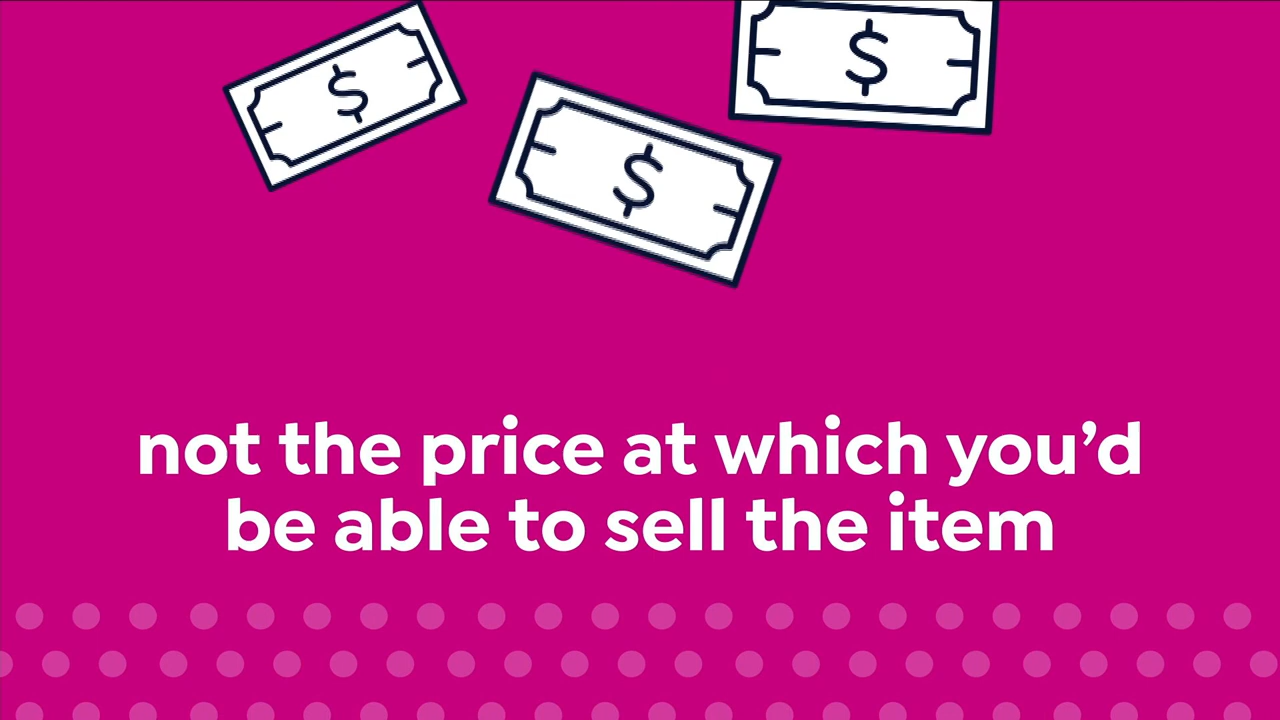 $
$
$
not the price at which you’d
be able to sell the item